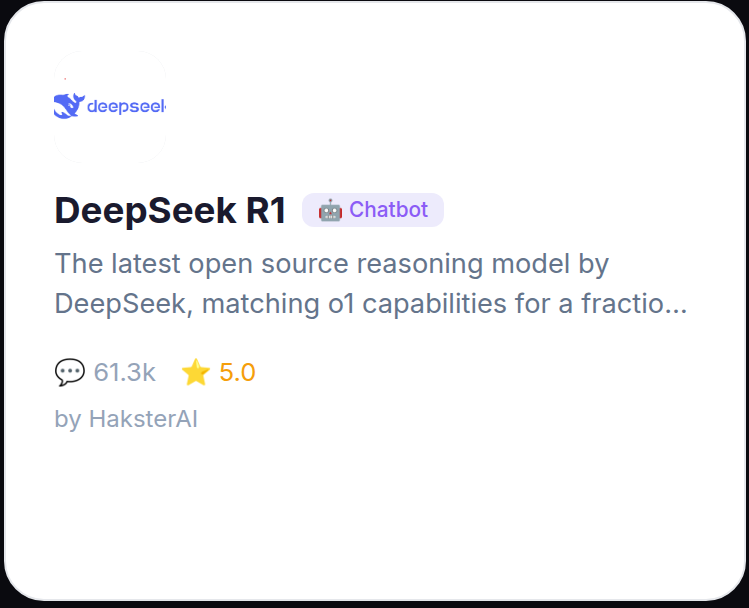 deepseek
DeepSeek R1 🤖 Chatbot
The latest open source reasoning model by
DeepSeek, matching o1 capabilities for a fractio...
💬 61.3k ⭐ 5.0
by HaksterAI